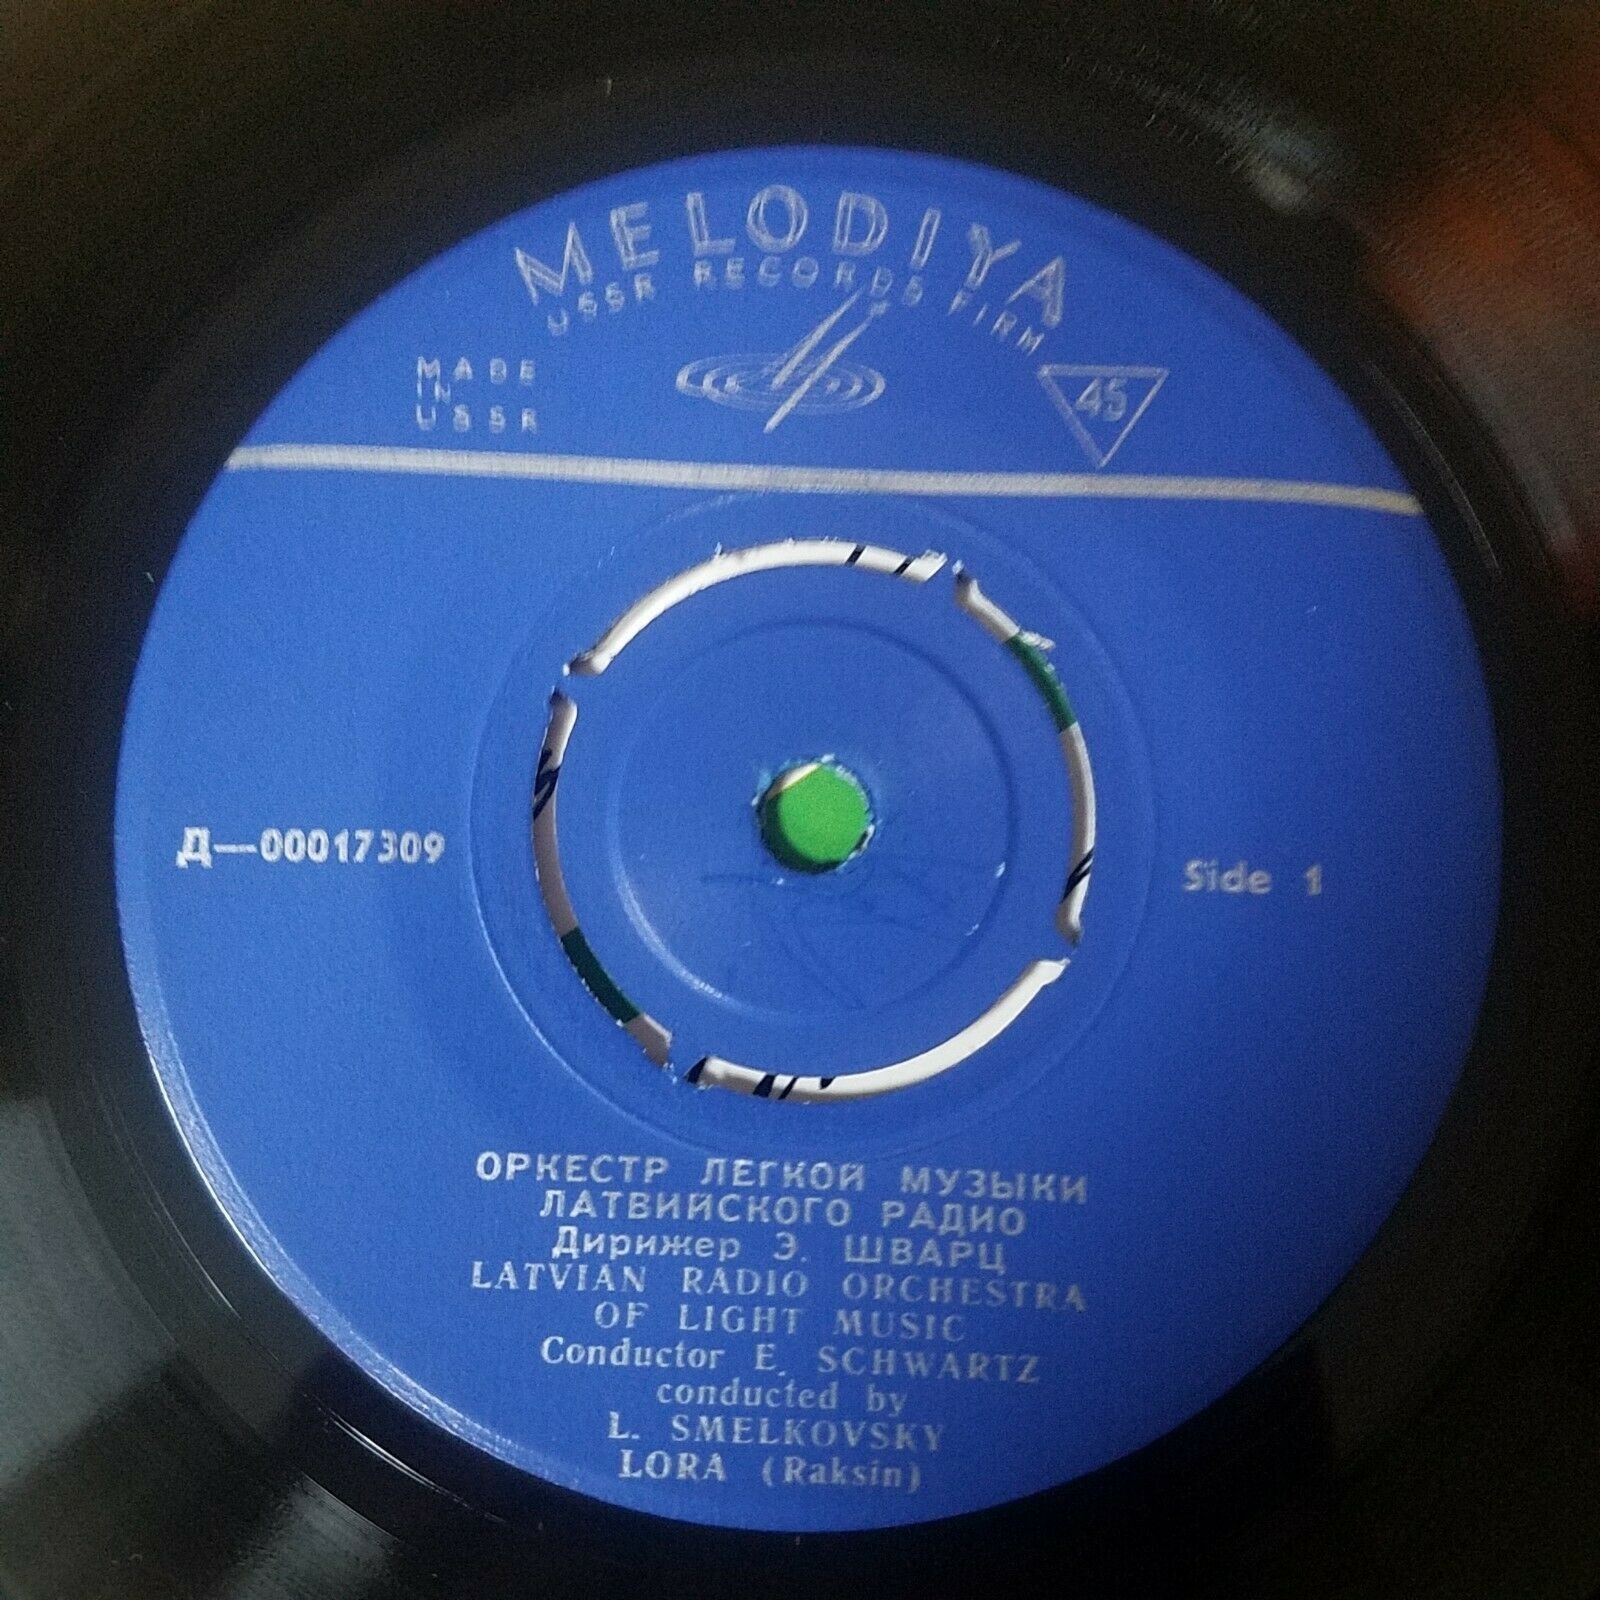 MELODIYA
USSR RECORDS FIRM
MADE
IN
USSR
45
Д—00017309
Side 1
ОРКЕСТР ЛЕГКОЙ МУЗЫКИ
ЛАТВИЙСКОГО РАДИО
Дирижер Э. ШВАРЦ
LATVIAN RADIO ORCHESTRA
OF LIGHT MUSIC
Conductor E. SCHWARTZ
conducted by
L. SMELKOVSKY
LORA (Raksin)